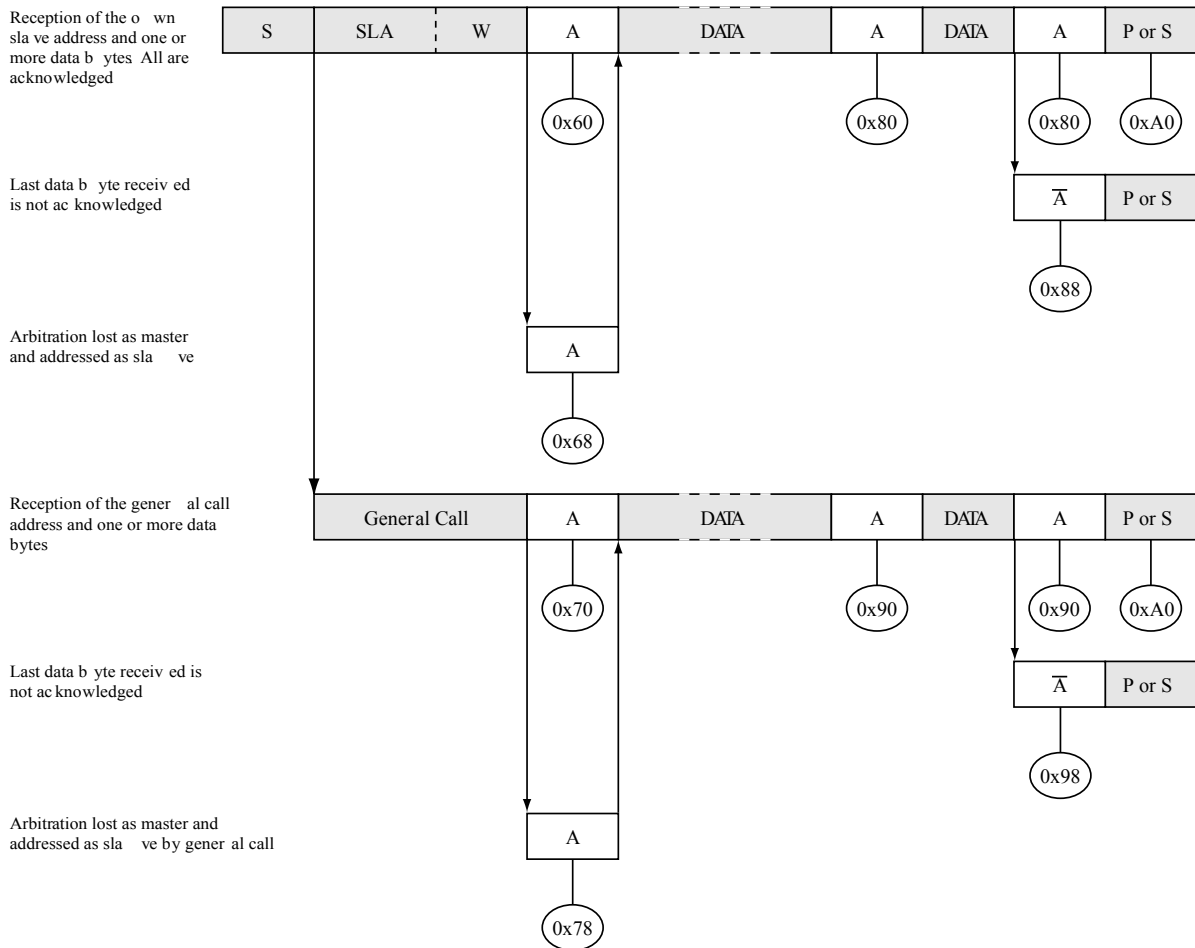 Reception of the o wn
sla ve address and one or
more data b ytes. All are
acknowledged
S SLA W A DATA A DATA A P or S
0x60 0x80 0x80 0xA0
Last data b yte receiv ed
is not ac knowledged
A̅ P or S
0x88
Arbitration lost as master
and addressed as sla ve
A
0x68
Reception of the gener al call
address and one or more data
bytes
General Call A DATA A DATA A P or S
0x70 0x90 0x90 0xA0
Last data b yte receiv ed is
not ac knowledged
A̅ P or S
0x98
Arbitration lost as master and
addressed as sla ve by gener al call
A
0x78